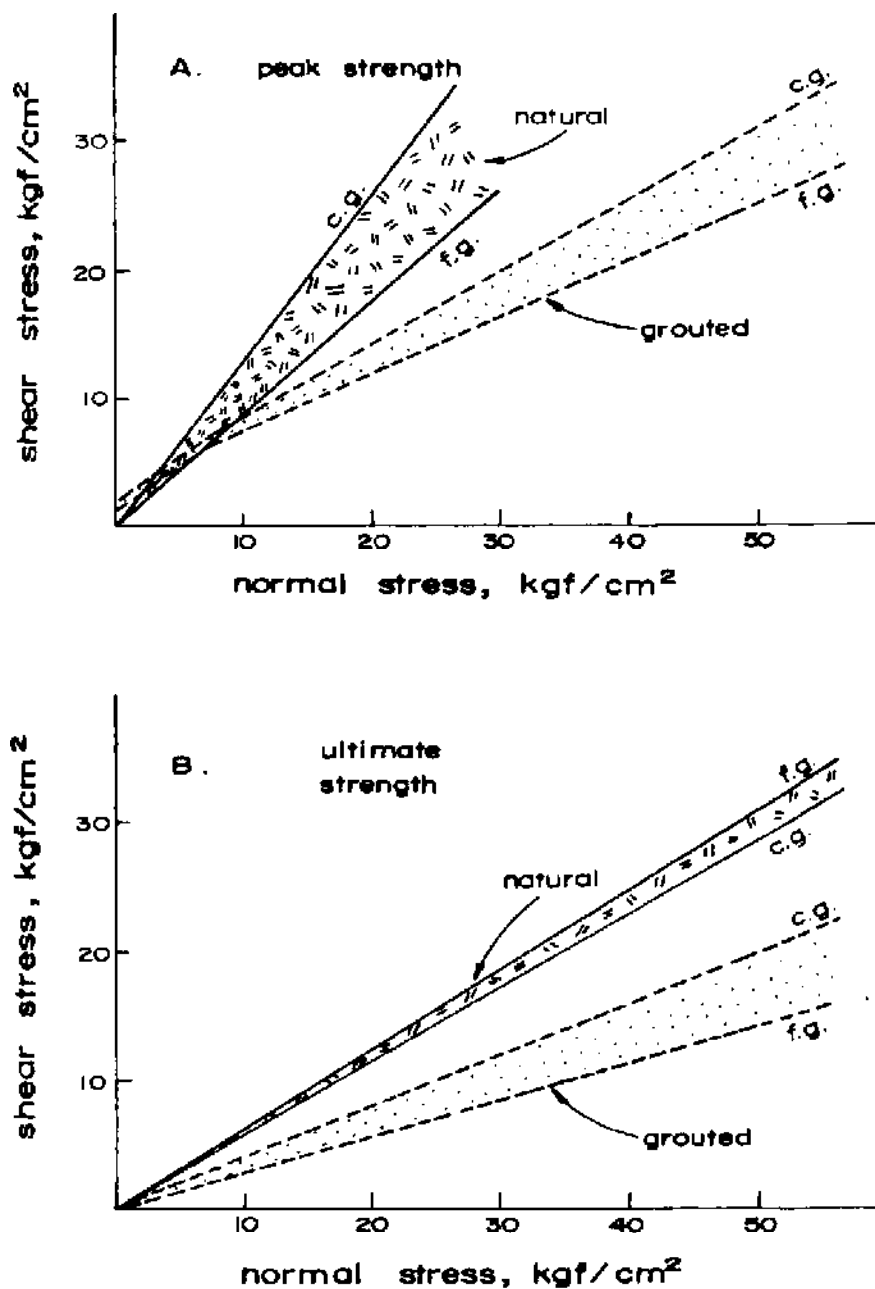 A. peak strength
c.g.
natural
c.g.
f.g.
f.g.
grouted
30
20
10
shear stress, kgf/cm²
10 20 30 40 50
normal stress, kgf/cm²
B. ultimate
strength
f.g.
c.g.
natural
c.g.
f.g.
grouted
30
20
10
shear stress, kgf/cm²
10 20 30 40 50
normal stress, kgf/cm²